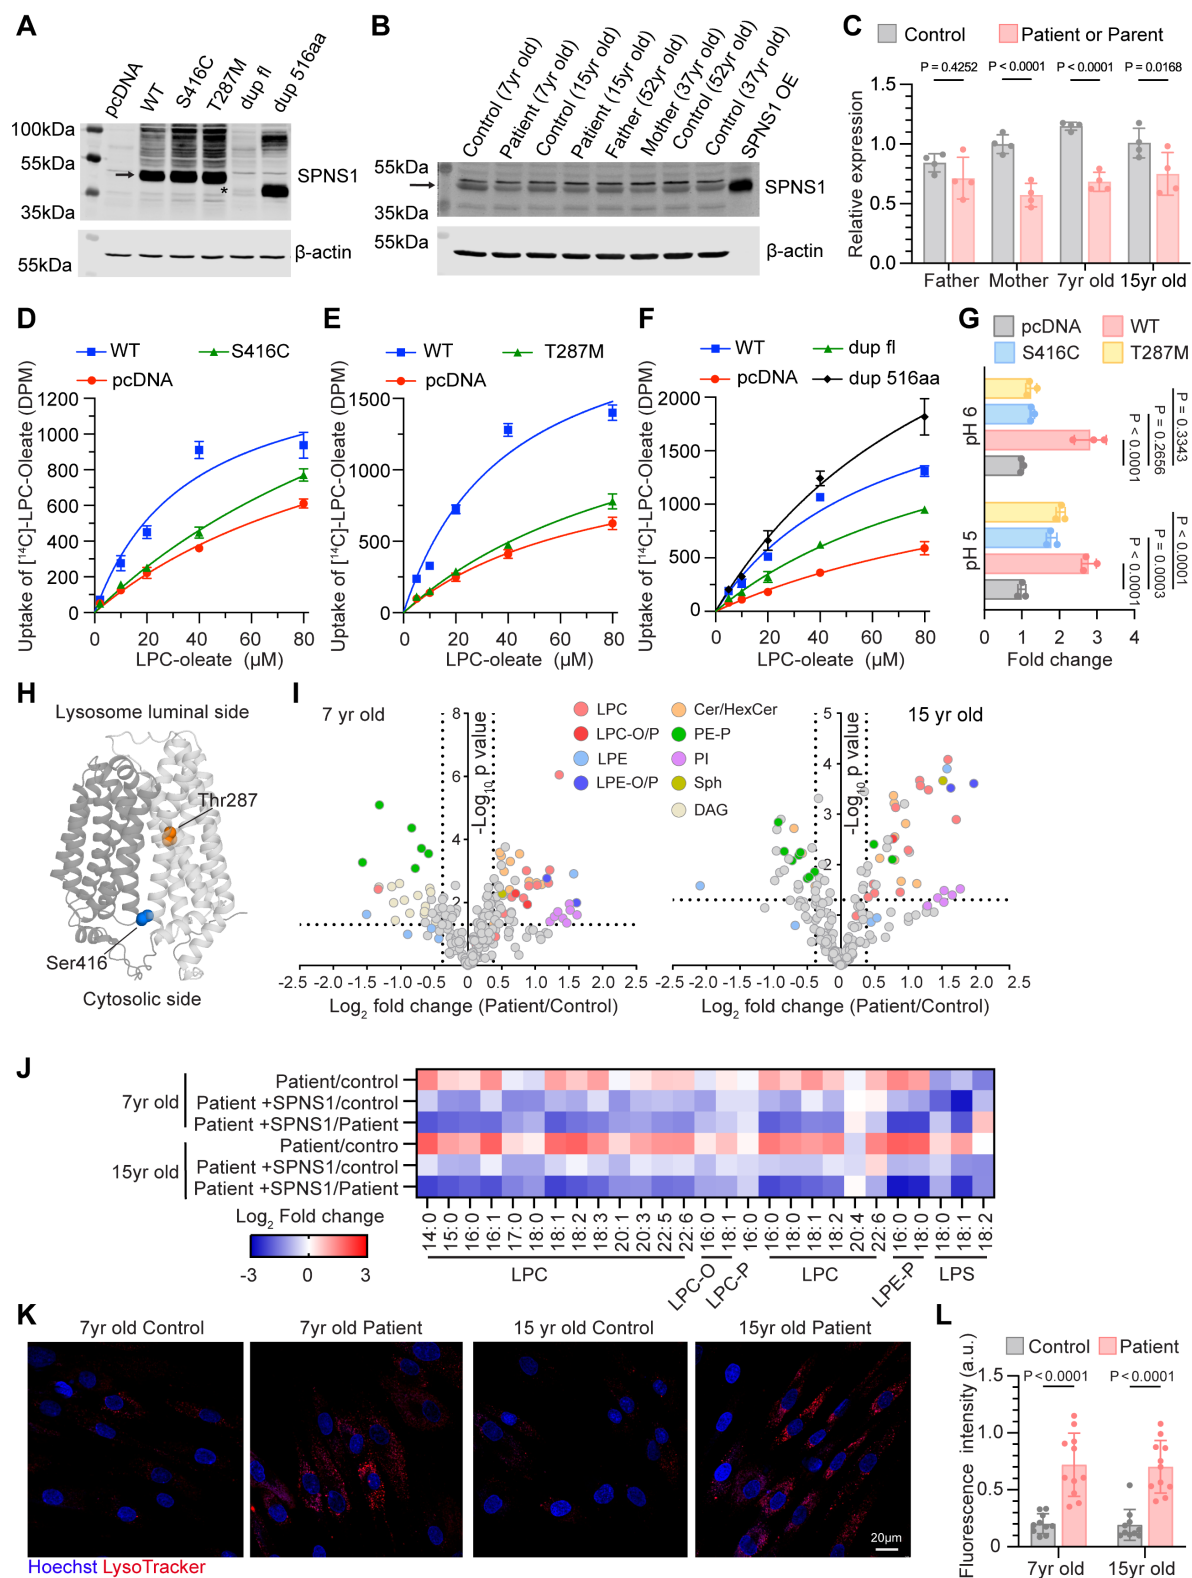 A
pcDNA
WT
S416C
T287M
dup fl
dup 516aa
100kDa
55kDa
35kDa
SPNS1
*
55kDa
β-actin
B
Control (7yr old)
Patient (7yr old)
Control (15yr old)
Patient (15yr old)
Father (52yr old)
Mother (37yr old)
Control (52yr old)
Control (37yr old)
SPNS1 OE
55kDa
35kDa
SPNS1
55kDa
β-actin
C
Control
Patient or Parent
P = 0.4252
P < 0.0001
P < 0.0001
P = 0.0168
Relative expression
1.5
1.0
0.5
0.0
Father
Mother
7yr old
15yr old
D
WT
S416C
pcDNA
Uptake of [¹⁴C]-LPC-Oleate (DPM)
1200
1000
800
600
400
200
0
0
20
40
60
80
LPC-oleate (µM)
E
WT
T287M
pcDNA
Uptake of [¹⁴C]-LPC-Oleate (DPM)
1500
1000
500
0
0
20
40
60
80
LPC-oleate (µM)
F
WT
dup fl
pcDNA
dup 516aa
Uptake of [¹⁴C]-LPC-Oleate (DPM)
2000
1500
1000
500
0
0
20
40
60
80
LPC-oleate (µM)
G
pcDNA
WT
S416C
T287M
pH 6
pH 5
P < 0.0001
P = 0.2656
P = 0.3343
P < 0.0001
P = 0.0003
P < 0.0001
0
1
2
3
4
Fold change
H
Lysosome luminal side
Thr287
Ser416
Cytosolic side
I
7 yr old
LPC
LPC-O/P
LPE
LPE-O/P
Cer/HexCer
PE-P
PI
Sph
DAG
-Log₁₀ p value
8
6
4
2
-2.5
-2.0
-1.5
-1.0
-0.5
0.0
0.5
1.0
1.5
2.0
2.5
Log₂ fold change (Patient/Control)
15 yr old
-Log₁₀ p value
5
4
3
2
1
-2.5
-2.0
-1.5
-1.0
-0.5
0
0.5
1.0
1.5
2.0
2.5
Log₂ fold change (Patient/Control)
J
7yr old
Patient/control
Patient +SPNS1/control
Patient +SPNS1/Patient
15yr old
Patient/contro
Patient +SPNS1/control
Patient +SPNS1/Patient
Log₂ Fold change
-3
0
3
14:0
15:0
16:0
16:1
17:0
18:0
18:1
18:2
18:3
20:1
20:3
22:5
22:6
16:0
18:1
16:0
16:0
18:0
18:1
18:2
20:4
22:6
16:0
18:0
18:0
18:1
18:2
LPC
LPC-O
LPC-P
LPC
LPE-P
LPS
K
7yr old Control
7yr old Patient
15 yr old Control
15yr old Patient
20µm
Hoechst LysoTracker
L
Control
Patient
P < 0.0001
P < 0.0001
Fluorescence intensity (a.u.)
1.5
1.0
0.5
0
7yr old
15yr old